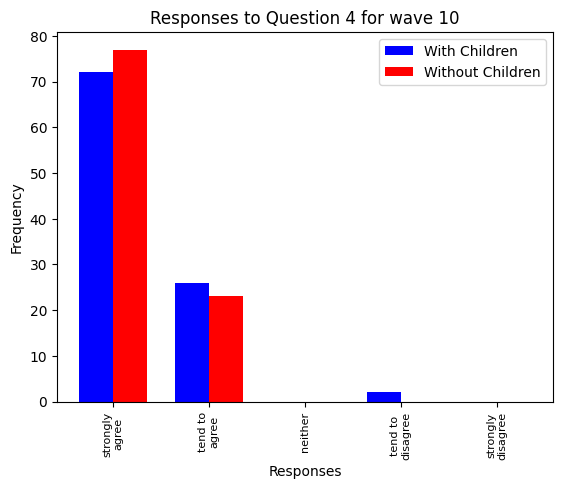 Responses to Question 4 for wave 10
With Children
Without Children
Frequency
80
70
60
50
40
30
20
10
0
strongly
agree
tend to
agree
neither
tend to
disagree
strongly
disagree
Responses